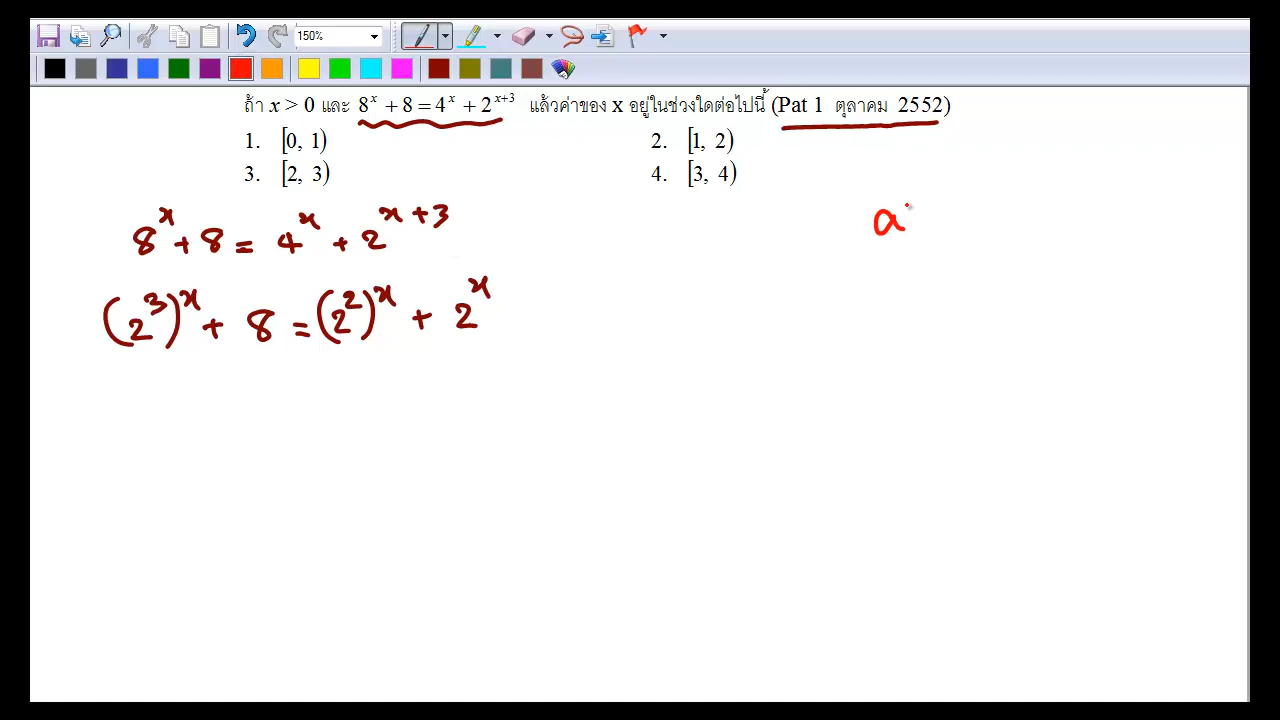 150%
ถ้า x > 0 และ 8^x + 8 = 4^x + 2^{x+3} แล้วค่าของ x อยู่ในช่วงใดต่อไปนี้ (Pat 1 ตุลาคม 2552)
1. [0, 1) 2. [1, 2)
3. [2, 3) 4. [3, 4)
8^x + 8 = 4^x + 2^{x+3}
a
(2^3)^x + 8 = (2^2)^x + 2^x